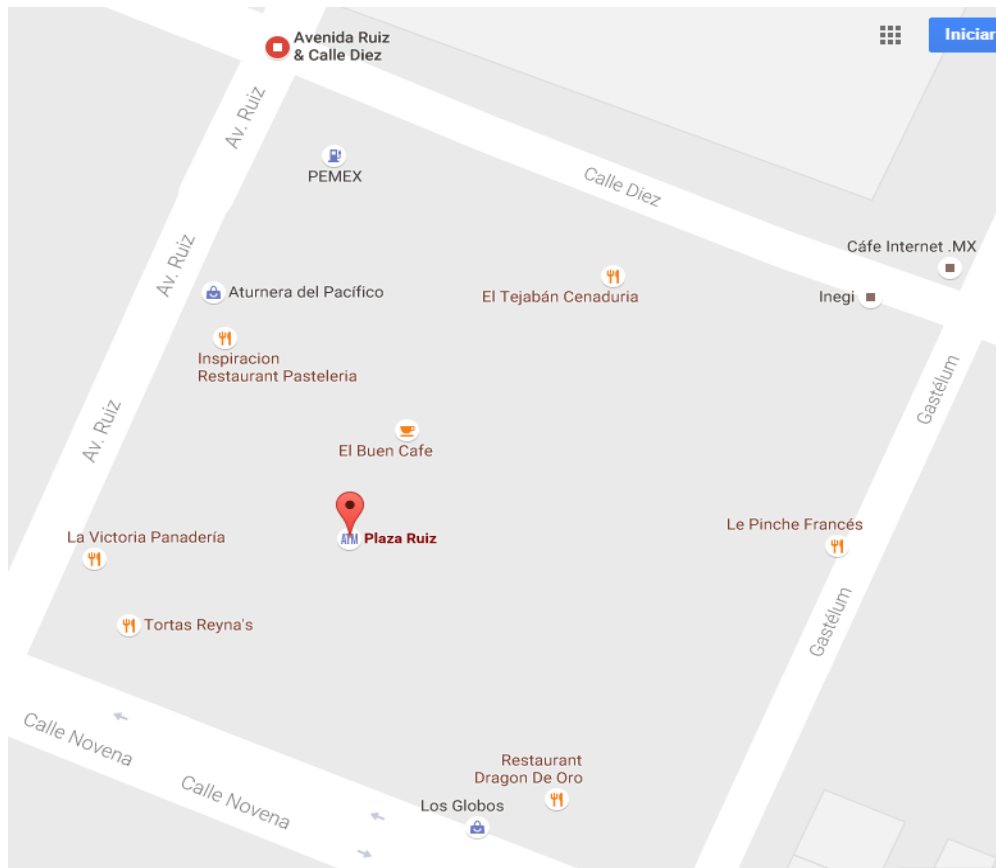 Avenida Ruiz
& Calle Diez
Iniciar
Av. Ruiz
PEMEX
Calle Diez
Cáfe Internet .MX
Av. Ruiz
Aturnera del Pacífico
El Tejabán Cenaduria
Inegi
Inspiracion
Restaurant Pasteleria
Gastélum
Av. Ruiz
El Buen Cafe
ATM
Plaza Ruiz
La Victoria Panadería
Le Pinche Francés
Tortas Reyna's
Gastélum
Calle Novena
Calle Novena
Restaurant
Dragon De Oro
Los Globos